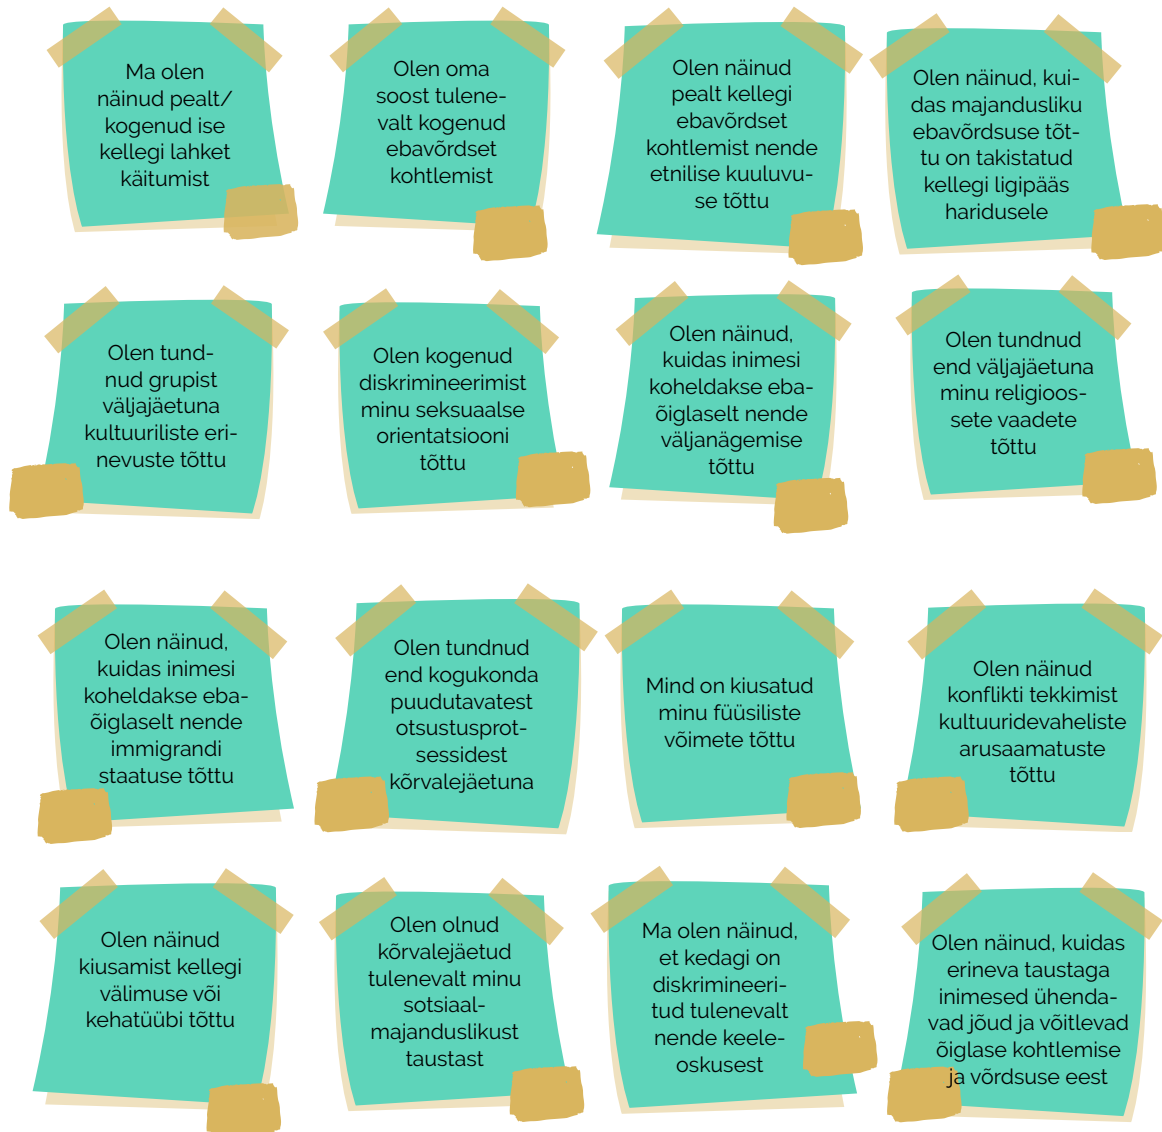 Ma olen
näinud pealt/
kogenud ise
kellegi lahket
käitumist
Olen oma
soost tulene-
valt kogenud
ebavõrdset
kohtlemist
Olen näinud
pealt kellegi
ebavõrdset
kohtlemist nende
etnilise kuuluvu-
se tõttu
Olen näinud, kui-
das majandusliku
ebavõrdsuse tõt-
tu on takistatud
kellegi ligipääs
haridusele
Olen tund-
nud grupist
väljajäetuna
kultuuriliste eri-
nevuste tõttu
Olen kogenud
diskrimineerimist
minu seksuaalse
orientatsiooni
tõttu
Olen näinud,
kuidas inimesi
koheldakse eba-
õiglaselt nende
väljanägemise
tõttu
Olen tundnud
end väljajäetuna
minu religioos-
sete vaadete
tõttu
Olen näinud,
kuidas inimesi
koheldakse eba-
õiglaselt nende
immigrandi
staatuse tõttu
Olen tundnud
end kogukonda
puudutavatest
otsustusprot-
sessidest
kõrvalejäetuna
Mind on kiusatud
minu füüsiliste
võimete tõttu
Olen näinud
konflikti tekkimist
kultuuridevaheliste
arusaamatuste
tõttu
Olen näinud
kiusamist kellegi
välimuse või
kehatüübi tõttu
Olen olnud
kõrvalejäetud
tulenevalt minu
sotsiaal-
majanduslikust
taustast
Ma olen näinud,
et kedagi on
diskrimineeri-
tud tulenevalt
nende keele-
oskusest
Olen näinud, kuidas
erineva taustaga
inimesed ühenda-
vad jõud ja võitlevad
õiglase kohtlemise
ja võrdsuse eest